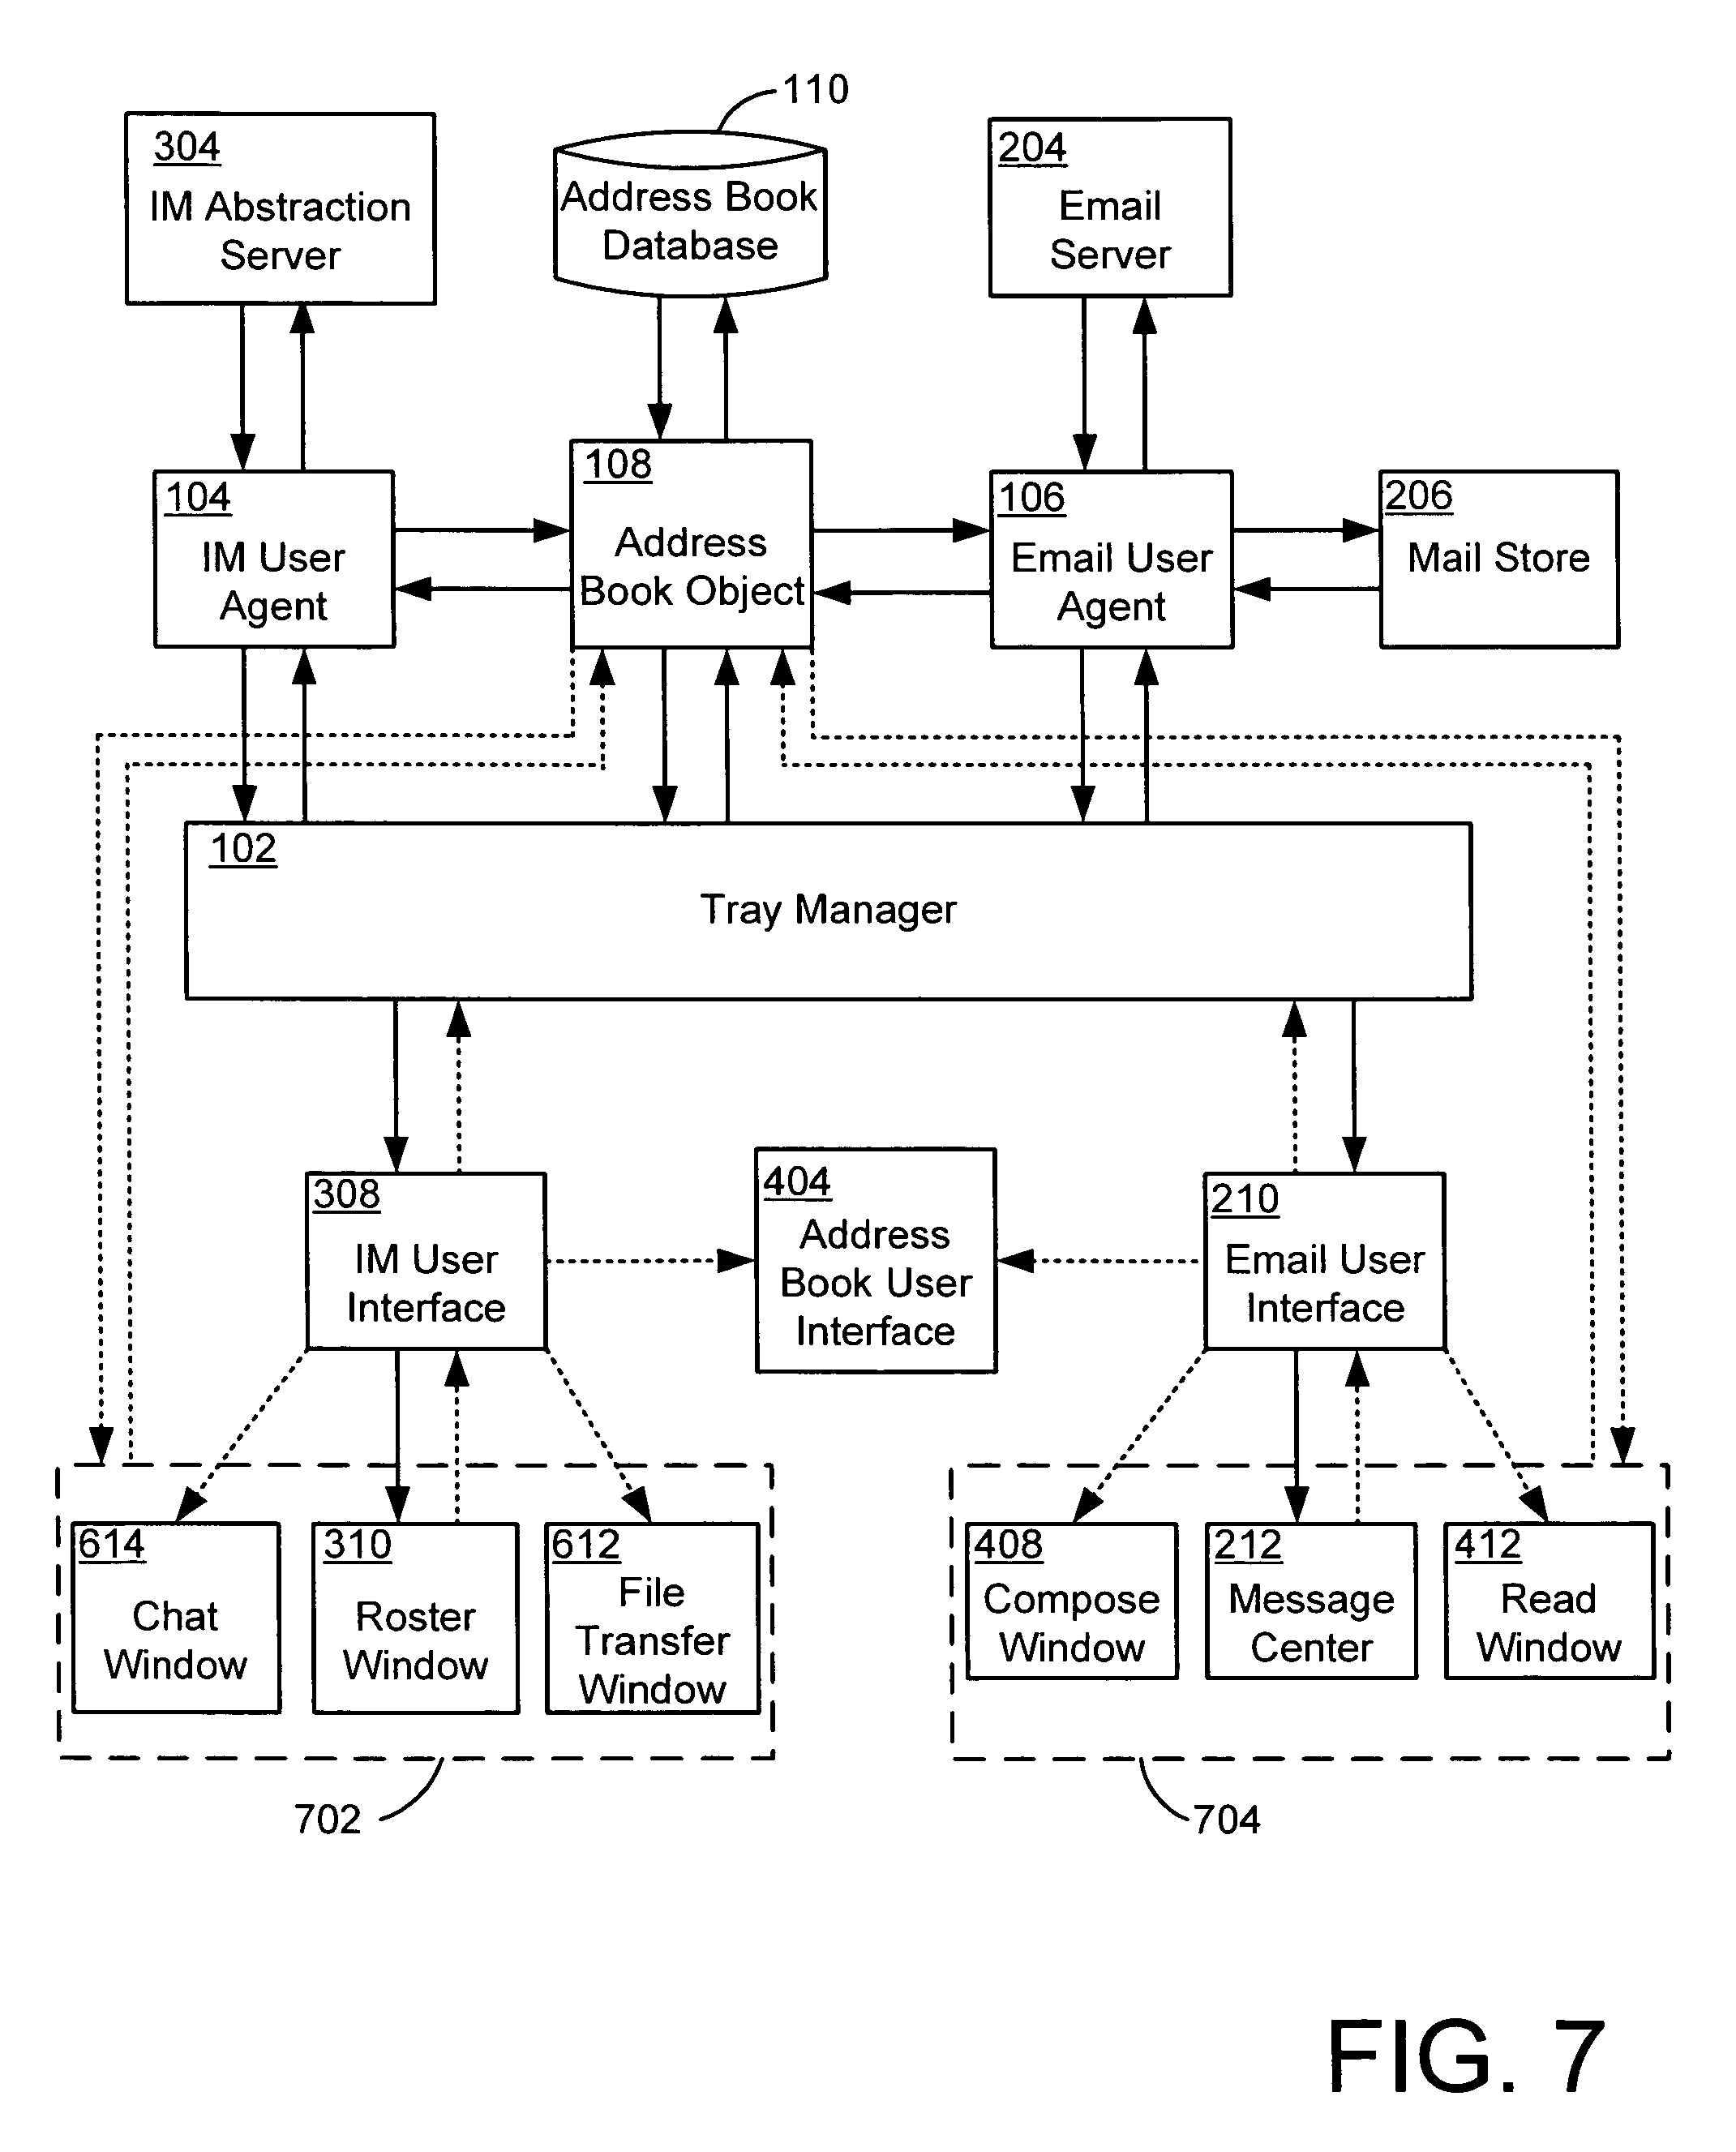 110
304
IM Abstraction
Server
Address Book
Database
204
Email
Server
104
IM User
Agent
108
Address
Book Object
106
Email User
Agent
206
Mail Store
102
Tray Manager
308
IM User
Interface
404
Address
Book User
Interface
210
Email User
Interface
614
Chat
Window
310
Roster
Window
612
File
Transfer
Window
408
Compose
Window
212
Message
Center
412
Read
Window
702
704
FIG. 7